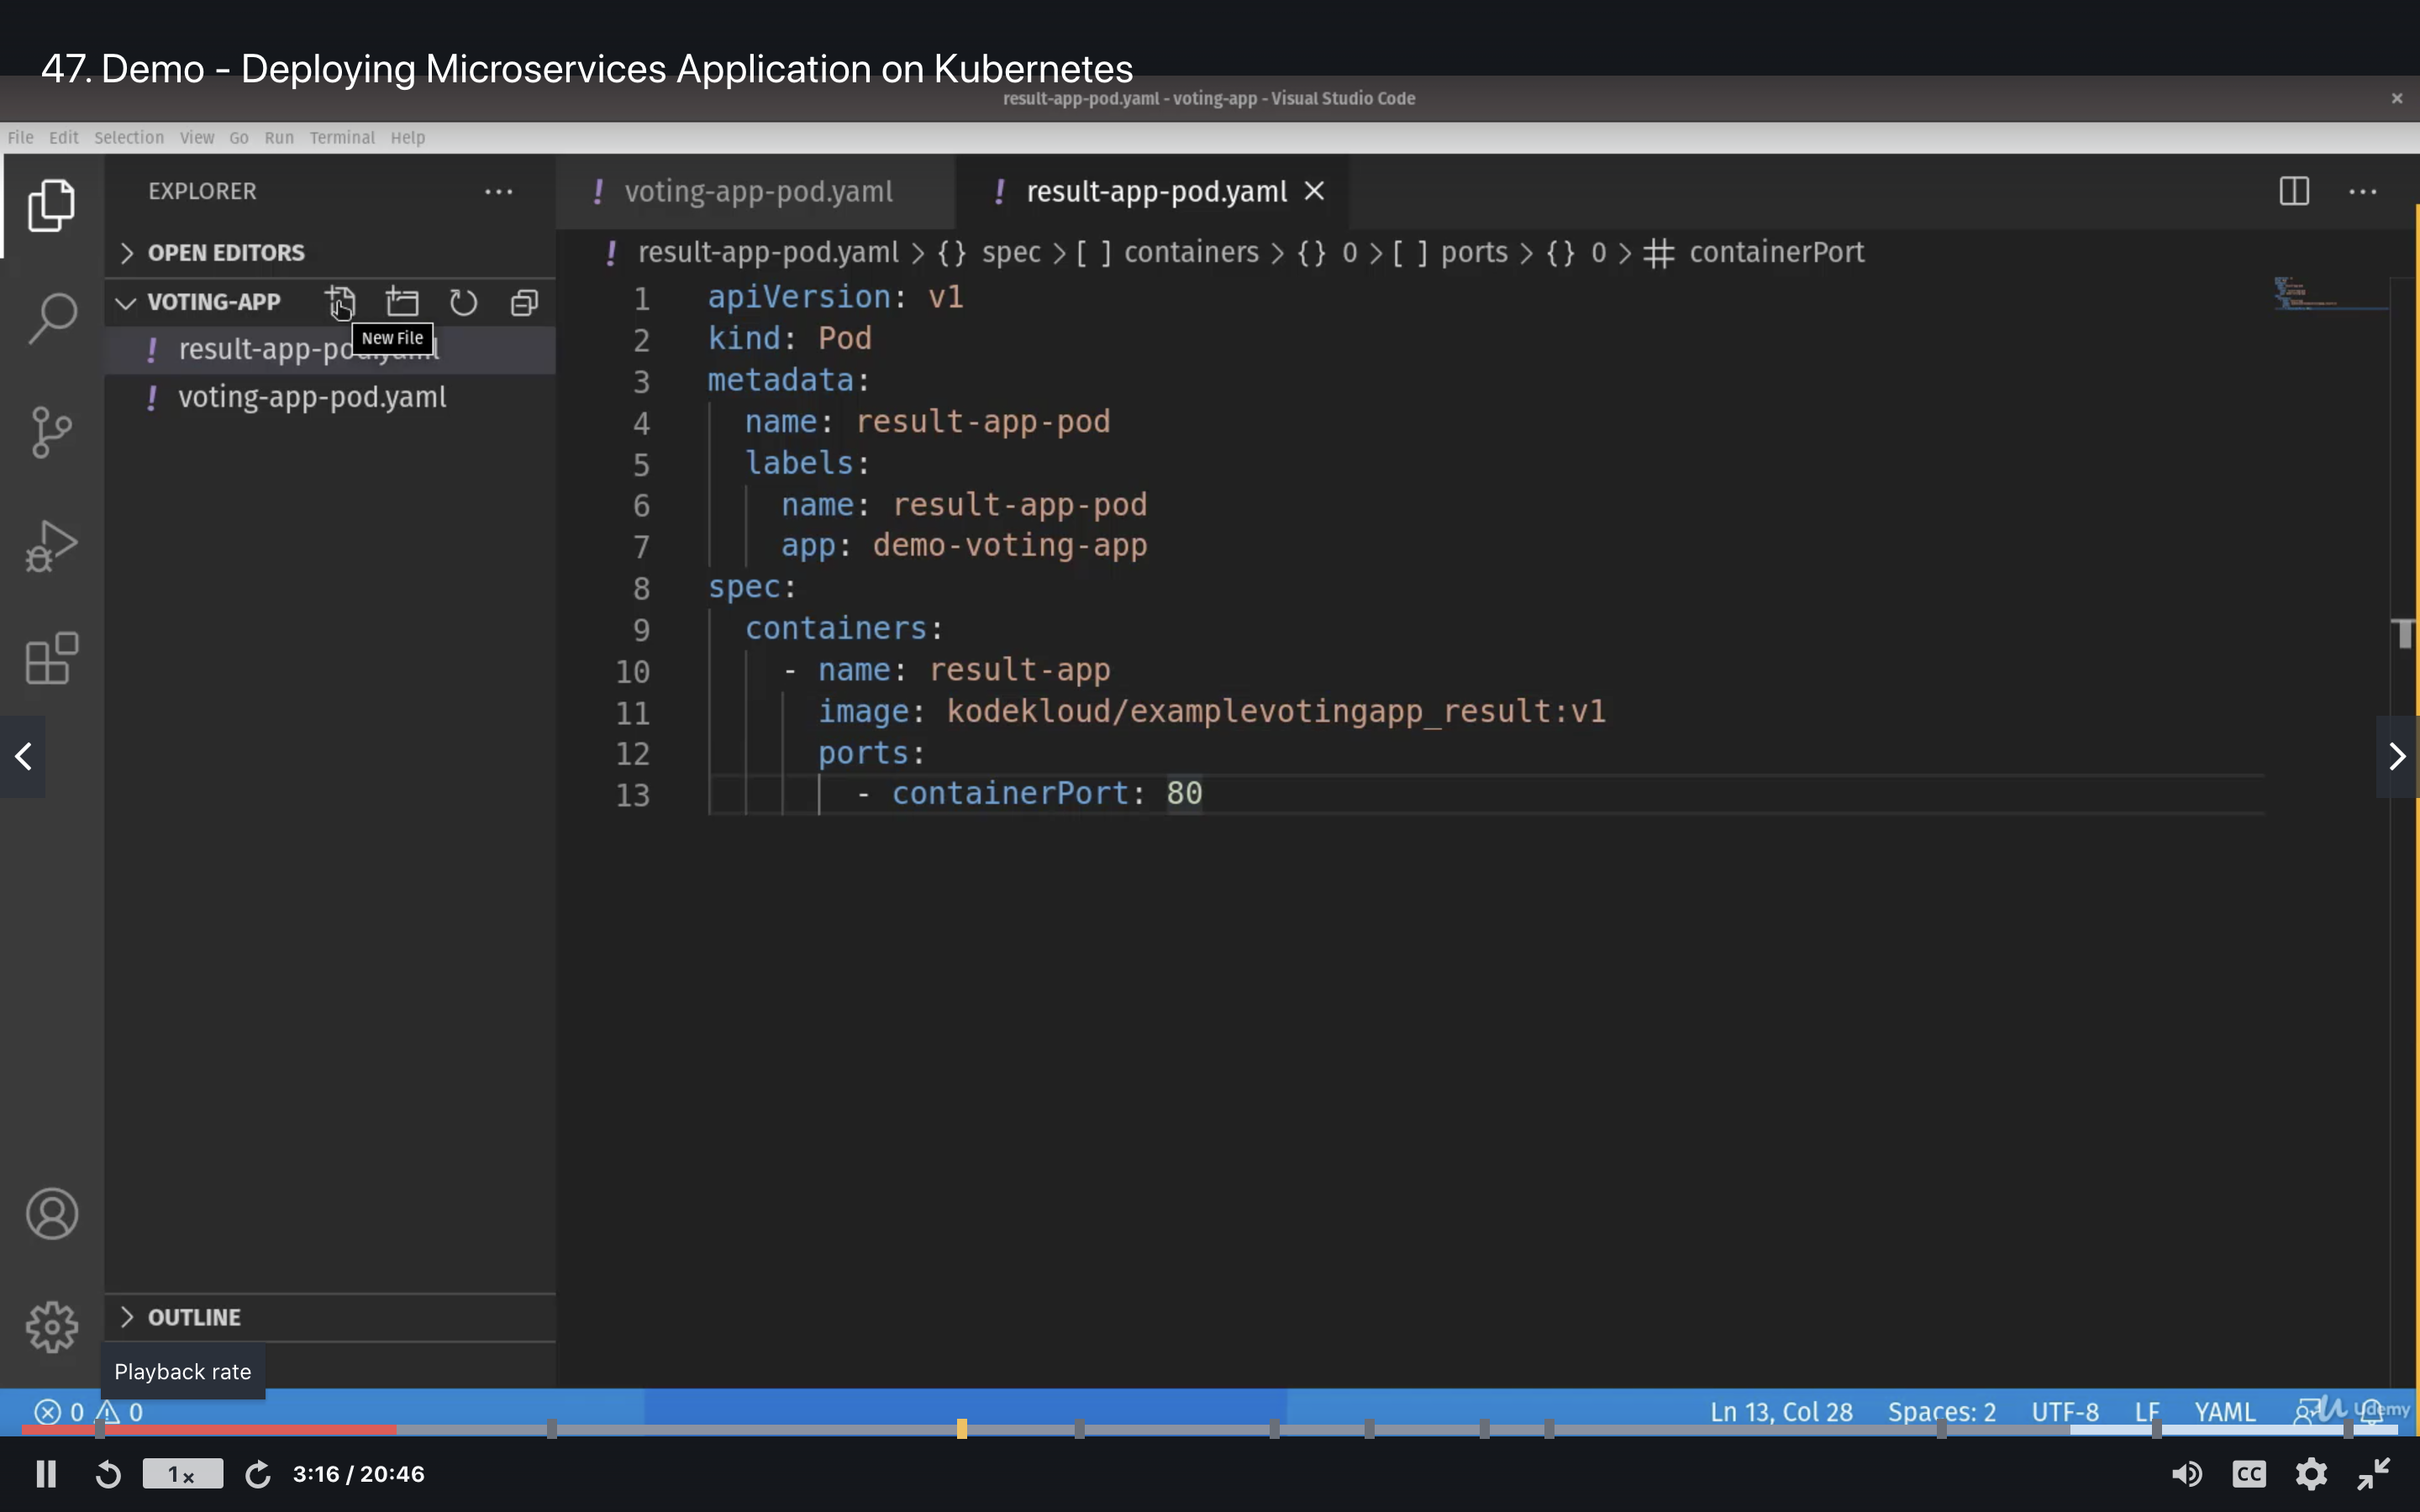 47. Demo - Deploying Microservices Application on Kubernetes
result-app-pod.yaml - voting-app - Visual Studio Code
File Edit Selection View Go Run Terminal Help
EXPLORER
OPEN EDITORS
VOTING-APP
New File
result-app-pod.yaml
voting-app-pod.yaml
OUTLINE
voting-app-pod.yaml
result-app-pod.yaml
result-app-pod.yaml > {} spec > [ ] containers > {} 0 > [ ] ports > {} 0 > # containerPort
1 apiVersion: v1
2 kind: Pod
3 metadata:
4 name: result-app-pod
5 labels:
6 name: result-app-pod
7 app: demo-voting-app
8 spec:
9 containers:
10 - name: result-app
11 image: kodekloud/examplevotingapp_result:v1
12 ports:
13 - containerPort: 80
T
Playback rate
0 0
Ln 13, Col 28 Spaces: 2 UTF-8 LF YAML
Udemy
1x 3:16 / 20:46
CC